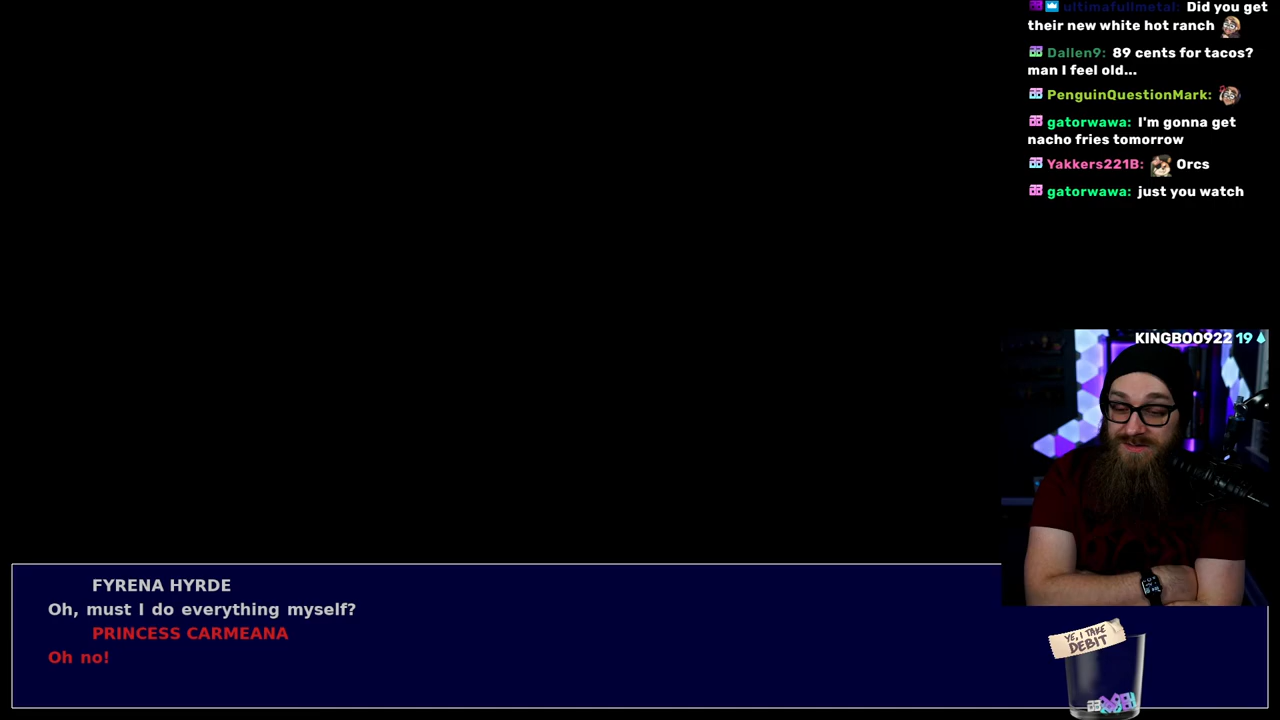 ultimafullmetal: Did you get
their new white hot ranch
Dallen9: 89 cents for tacos?
man I feel old...
PenguinQuestionMark:
gatorwawa: I'm gonna get
nacho fries tomorrow
Yakkers221B: Orcs
gatorwawa: just you watch
KINGBOO922 19
FYRENA HYRDE
Oh, must I do everything myself?
PRINCESS CARMEANA
Oh no!
YE, I TAKE
DEBIT